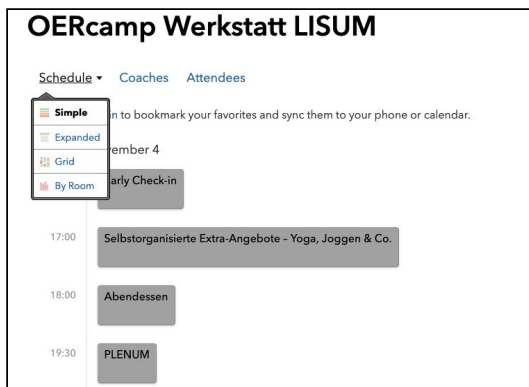 OERcamp Werkstatt LISUM
Schedule ▾ Coaches Attendees
Simple
in to bookmark your favorites and sync them to your phone or calendar.
Expanded
ember 4
Grid
arly Check-in
By Room
17:00 Selbstorganisierte Extra-Angebote – Yoga, Joggen & Co.
18:00 Abendessen
19:30 PLENUM